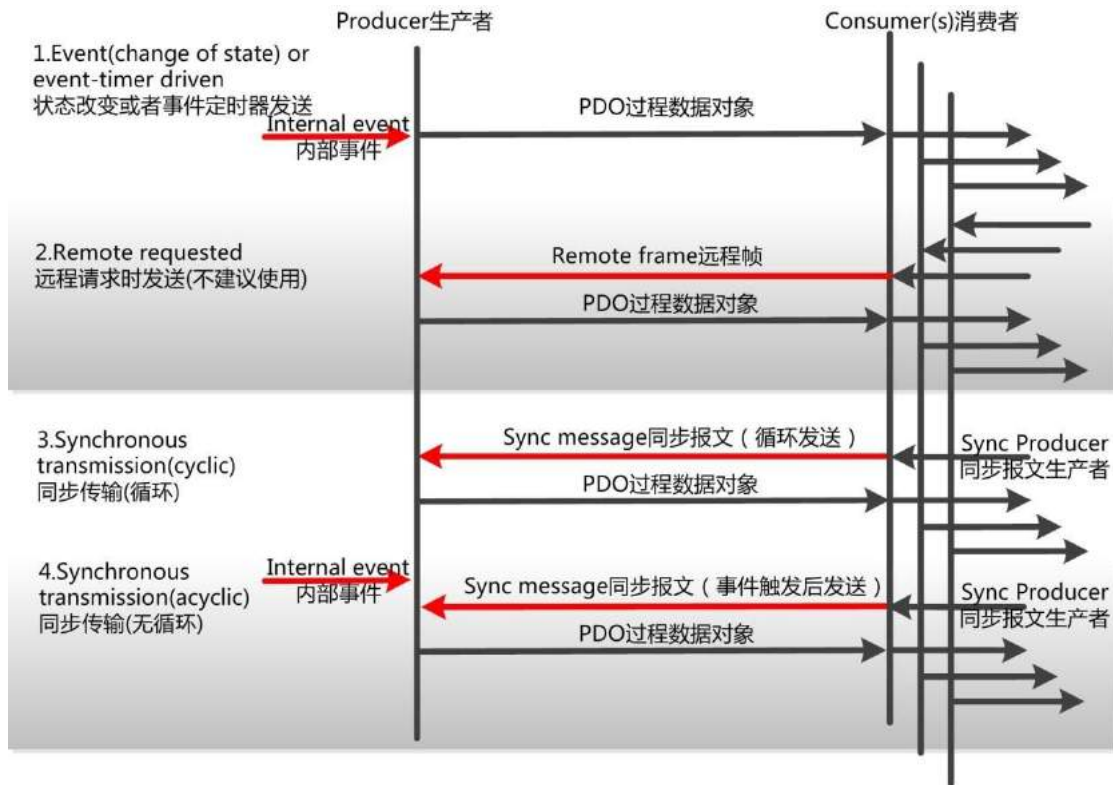 Producer生产者
Consumer(s)消费者
1.Event(change of state) or
event-timer driven
状态改变或者事件定时器发送
Internal event
内部事件
PDO过程数据对象
2.Remote requested
远程请求时发送(不建议使用)
Remote frame远程帧
PDO过程数据对象
3.Synchronous
transmission(cyclic)
同步传输(循环)
Sync message同步报文（循环发送）
Sync Producer
同步报文生产者
PDO过程数据对象
4.Synchronous
transmission(acyclic)
同步传输(无循环)
Internal event
内部事件
Sync message同步报文（事件触发后发送）
Sync Producer
同步报文生产者
PDO过程数据对象